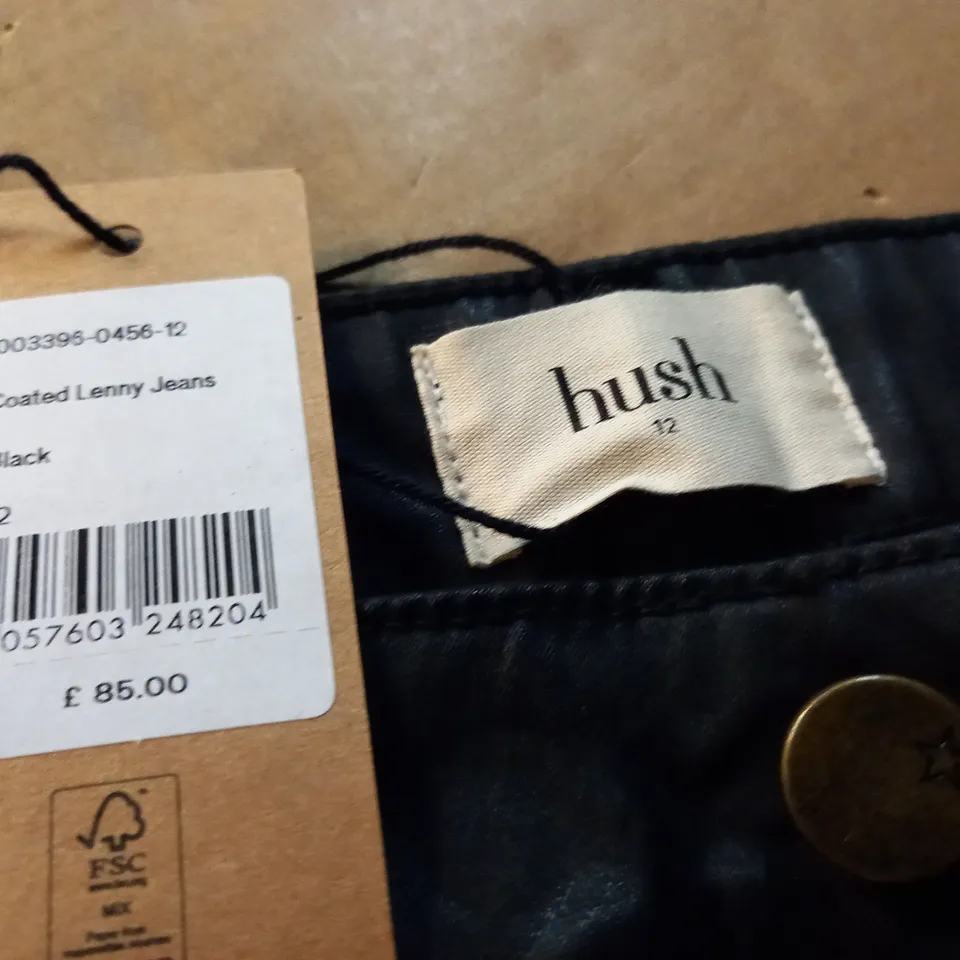 003396-0456-12
Coated Lenny Jeans
Black
2
057603 248204
£ 85.00
FSC
MIX
hush
12